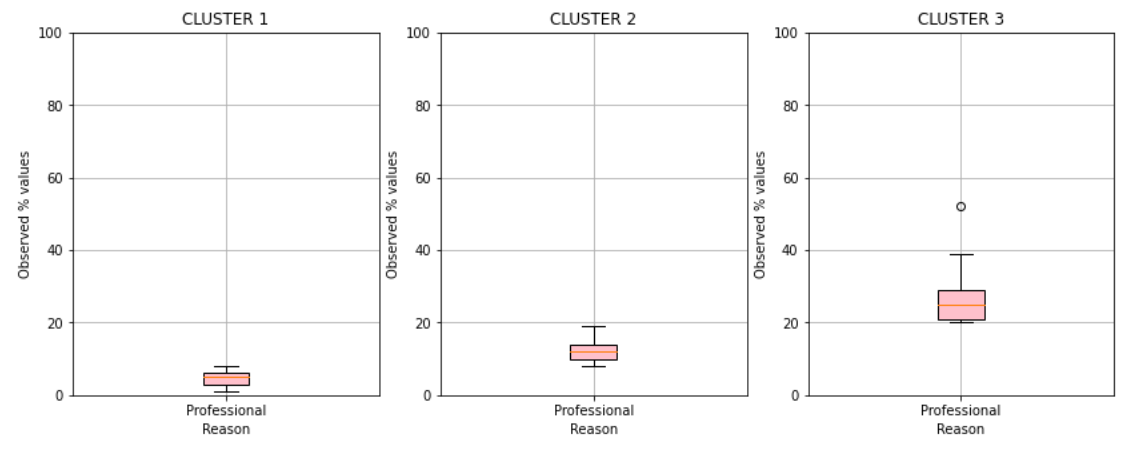 CLUSTER 1
100
80
60
40
20
0
Observed % values
Professional
Reason
CLUSTER 2
100
80
60
40
20
0
Observed % values
Professional
Reason
CLUSTER 3
100
80
60
40
20
0
Observed % values
Professional
Reason